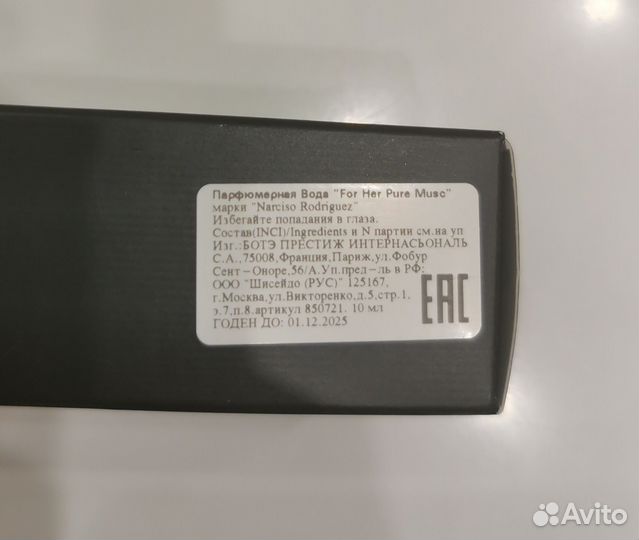 Парфюмерная Вода "For Her Pure Musc"
марки "Narciso Rodriguez"
Избегайте попадания в глаза.
Состав(INCI)/Ingredients и N партии см.на уп
Изг.:БОТЭ ПРЕСТИЖ ИНТЕРНАСЬОНАЛЬ
С.А.,75008,Франция,Париж,ул.Фобур
Сент-Оноре,56/А.Уп.пред-ль в РФ:
ООО "Шисейдо (РУС)" 125167,
г.Москва,ул.Викторенко,д.5,стр.1,
э.7,п.8.артикул 850721. 10 мл
ГОДЕН ДО: 01.12.2025
EAC
Avito